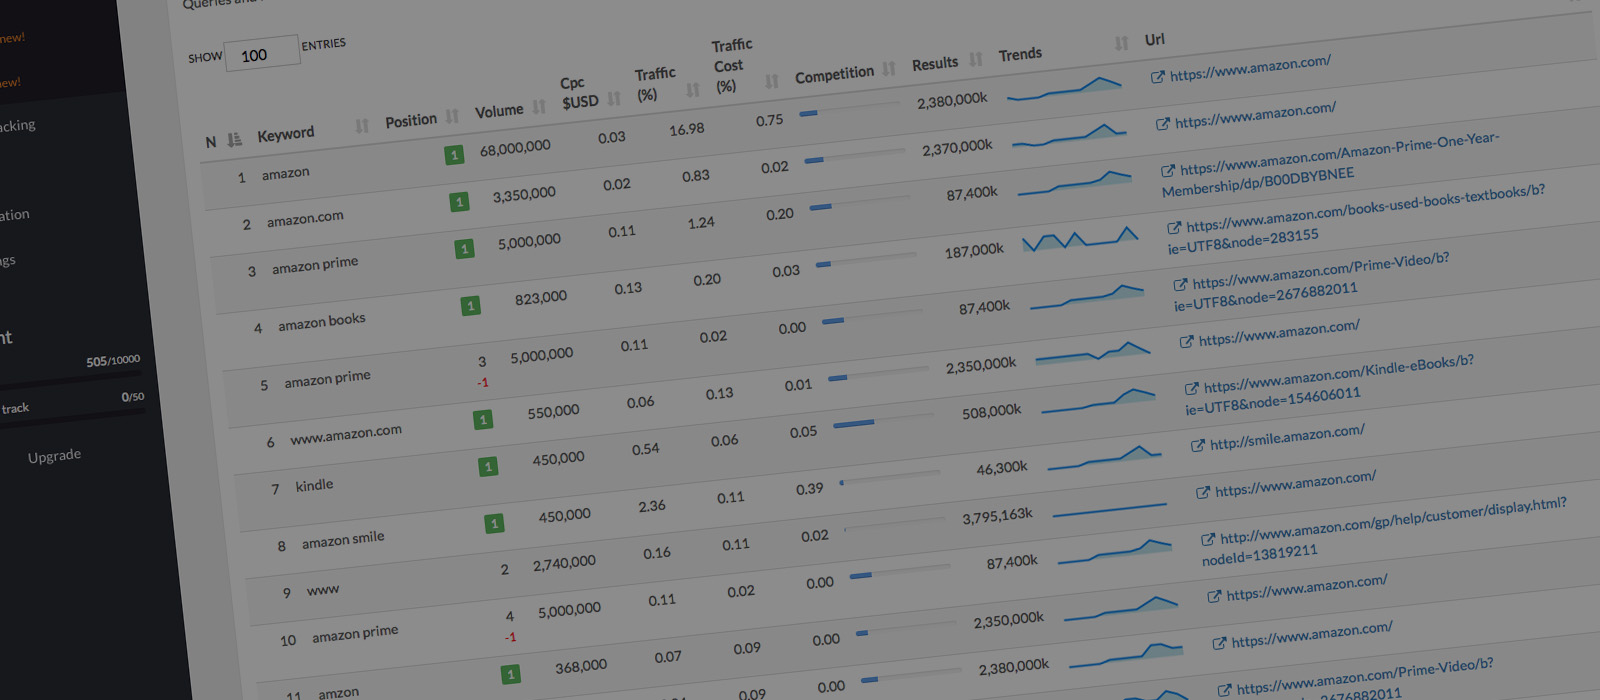 new!
new!
acking
ation
ngs
nt
505/10000
track 0/50
Upgrade
Queries and
SHOW 100 ENTRIES
N Keyword Position Volume Cpc $USD Traffic (%) Traffic Cost (%) Competition Results Trends Url
1 amazon 1 68,000,000 0.03 16.98 0.75 2,380,000k https://www.amazon.com/
2 amazon.com 1 3,350,000 0.02 0.83 0.02 2,370,000k https://www.amazon.com/
3 amazon prime 1 5,000,000 0.11 1.24 0.20 87,400k https://www.amazon.com/Amazon-Prime-One-Year-
Membership/dp/B00DBYBNEE
4 amazon books 1 823,000 0.13 0.20 0.03 187,000k https://www.amazon.com/books-used-books-textbooks/b?
ie=UTF8&node=283155
5 amazon prime 3 5,000,000 0.11 0.02 0.00 87,400k https://www.amazon.com/Prime-Video/b?
-1 ie=UTF8&node=2676882011
6 www.amazon.com 1 550,000 0.06 0.13 0.01 2,350,000k https://www.amazon.com/
7 kindle 1 450,000 0.54 0.06 0.05 508,000k https://www.amazon.com/Kindle-eBooks/b?
ie=UTF8&node=154606011
8 amazon smile 1 450,000 2.36 0.11 0.39 46,300k http://smile.amazon.com/
9 www 2 2,740,000 0.16 0.11 0.02 3,795,163k https://www.amazon.com/
10 amazon prime 4 5,000,000 0.11 0.02 0.00 87,400k http://www.amazon.com/gp/help/customer/display.html?
-1 nodeId=13819211
11 amzon 1 368,000 0.07 0.09 0.00 2,350,000k https://www.amazon.com/
0.09 0.00 2,380,000k https://www.amazon.com/
https://www.amazon.com/Prime-Video/b?
2676882011